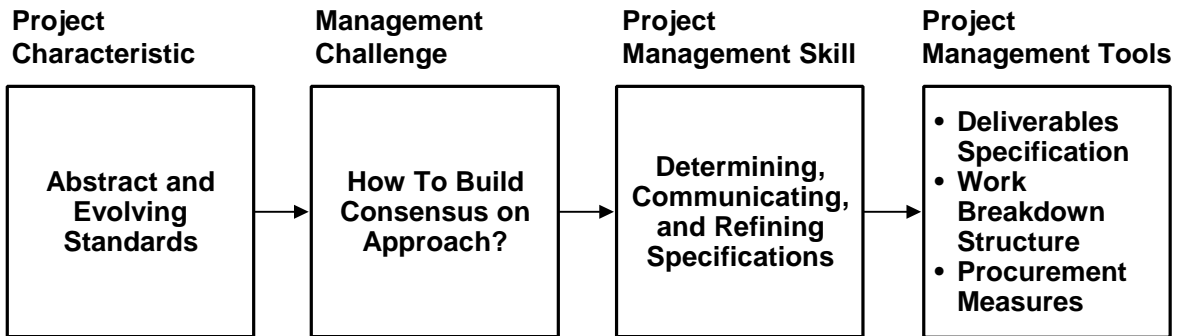 Project
Characteristic
Management
Challenge
Project
Management Skill
Project
Management Tools
Abstract and
Evolving
Standards
How To Build
Consensus on
Approach?
Determining,
Communicating,
and Refining
Specifications
• Deliverables
Specification
• Work
Breakdown
Structure
• Procurement
Measures